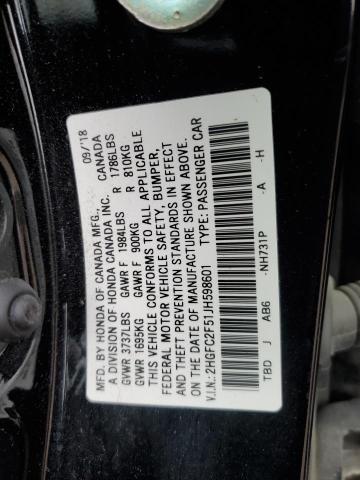 MFD. BY HONDA OF CANADA MFG., 09/18
A DIVISION OF HONDA CANADA INC. CANADA
GVWR 3737LBS GAWR F 1984LBS R 1786LBS
GVWR 1695KG GAWR F 900KG R 810KG
THIS VEHICLE CONFORMS TO ALL APPLICABLE
FEDERAL MOTOR VEHICLE SAFETY, BUMPER,
AND THEFT PREVENTION STANDARDS IN EFFECT
ON THE DATE OF MANUFACTURE SHOWN ABOVE.
V.I.N.:2HGFC2F51JH598601 TYPE: PASSENGER CAR
TBD J AB6 -NH731P -A -H